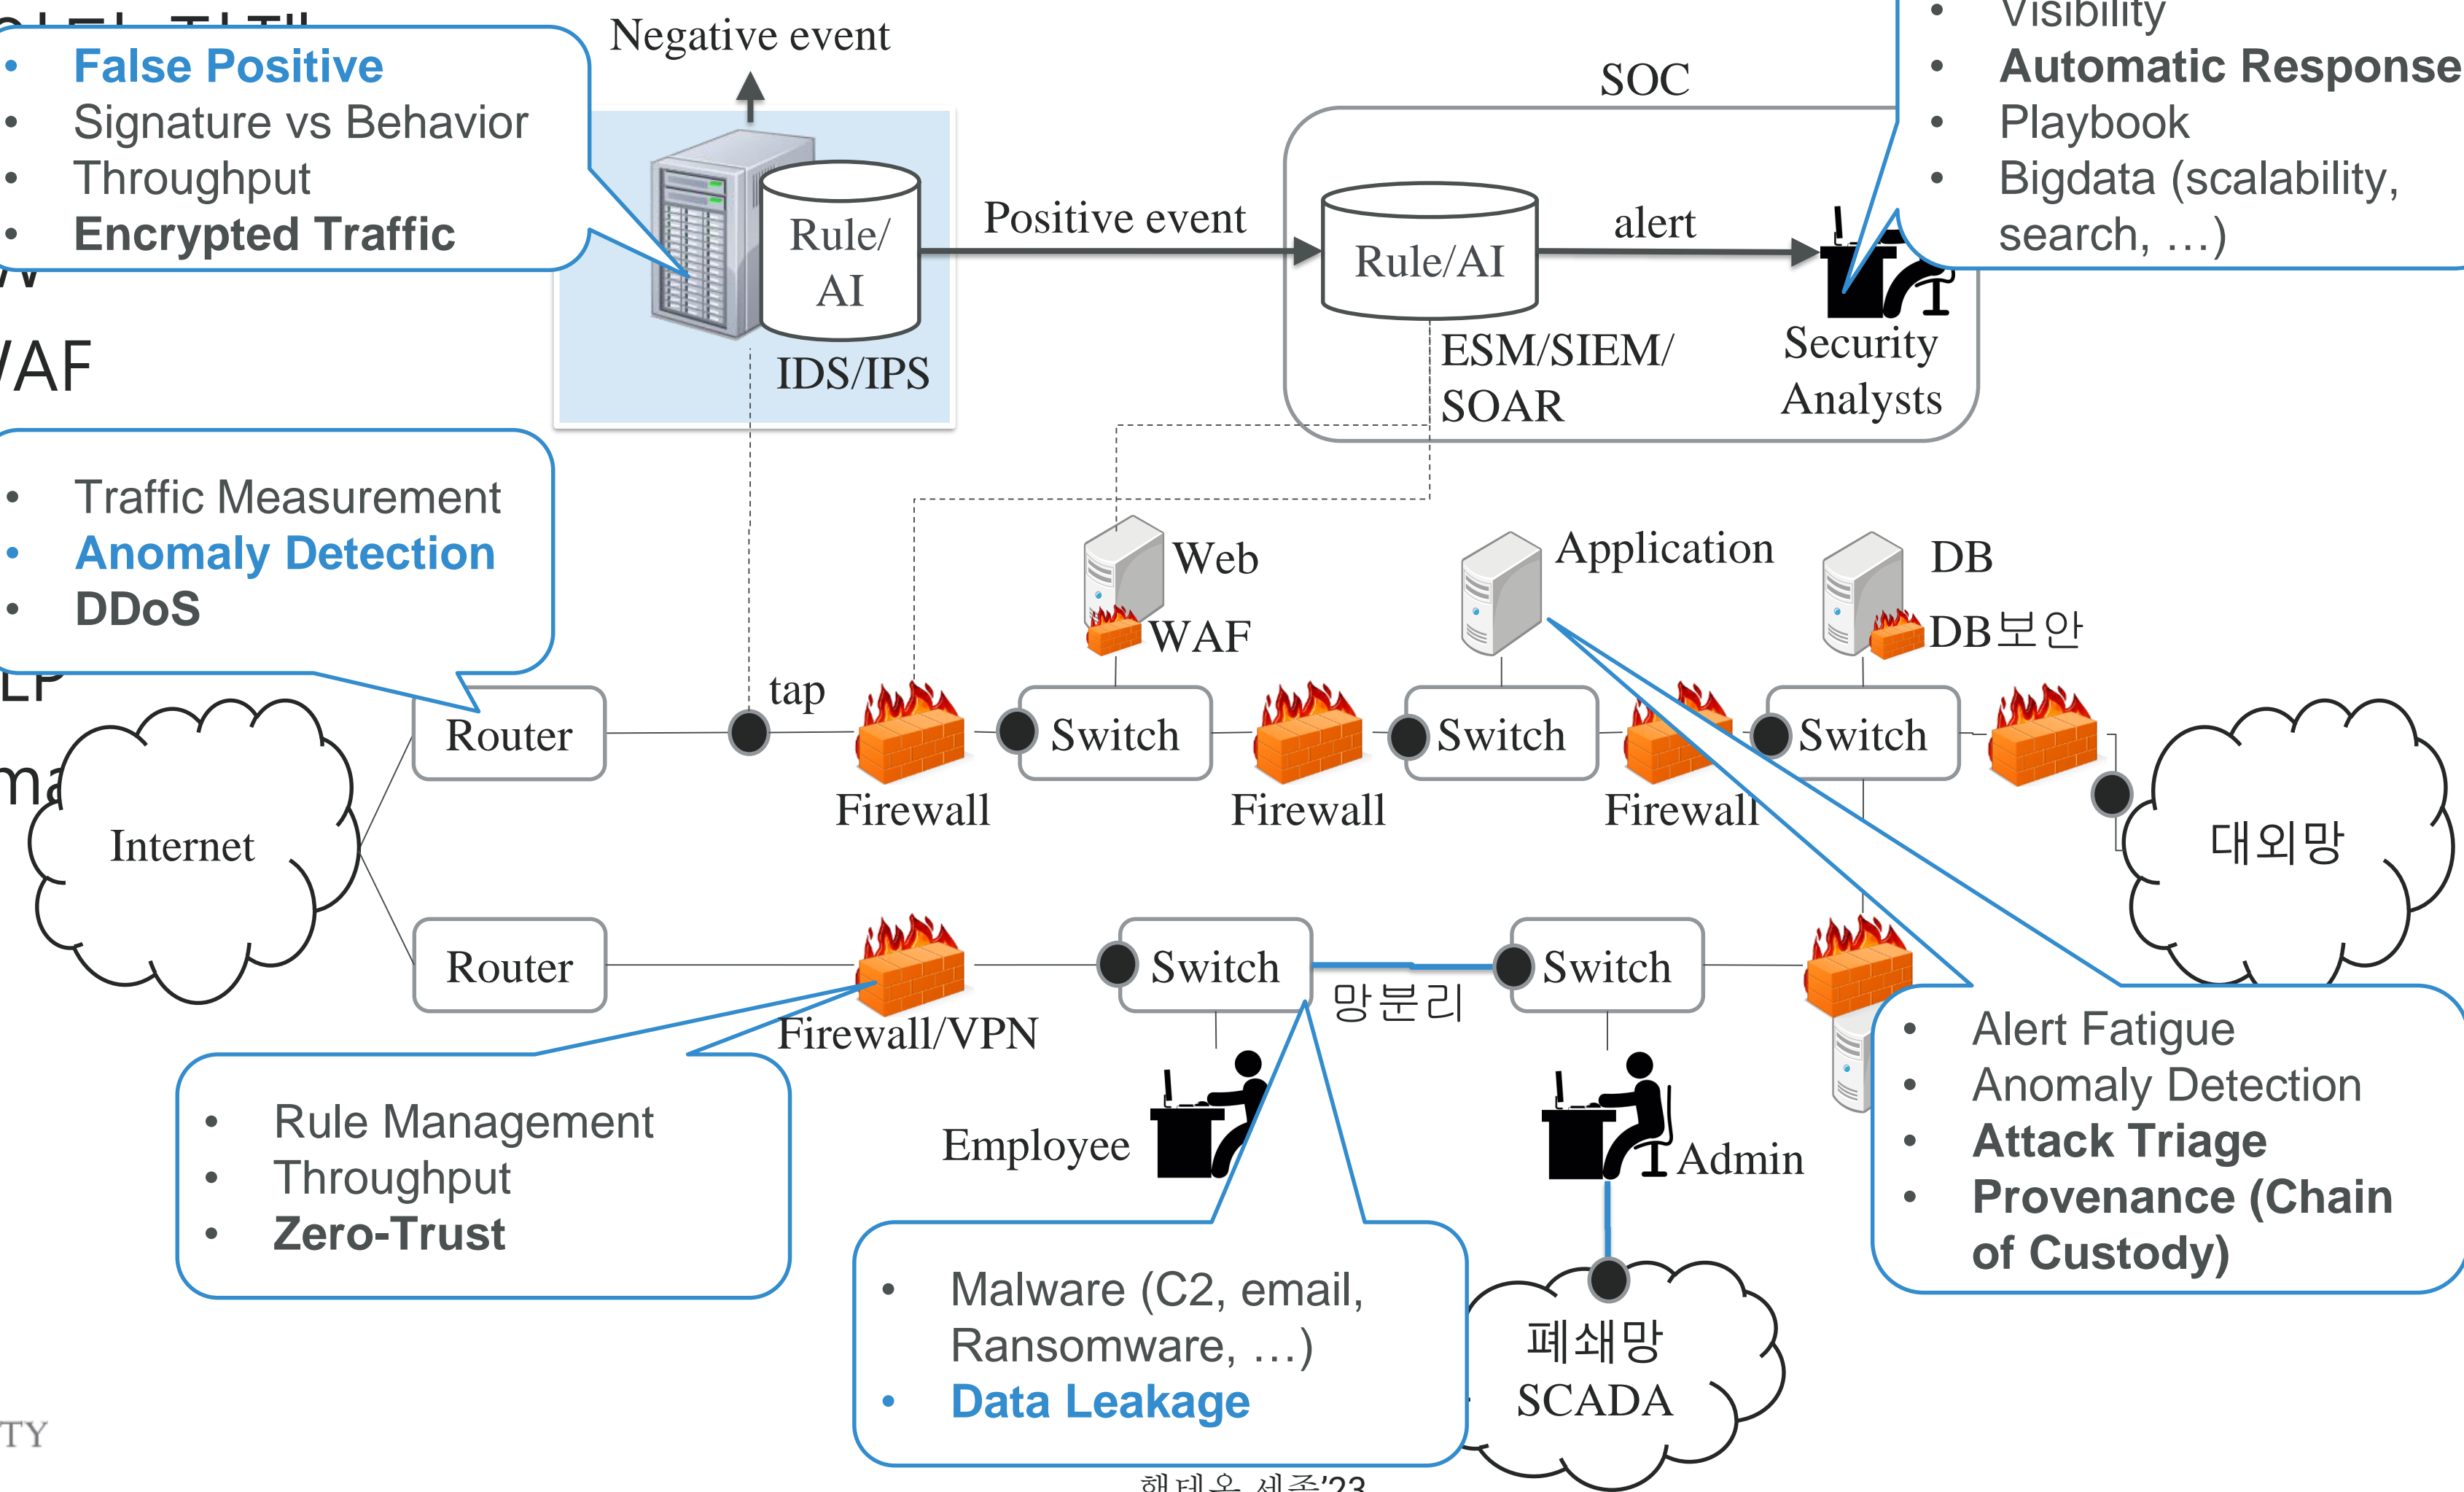 • False Positive
• Signature vs Behavior
• Throughput
• Encrypted Traffic
Negative event
Rule/
AI
IDS/IPS
Positive event
SOC
Rule/AI
ESM/SIEM/
SOAR
alert
Security
Analysts
• Visibility
• Automatic Response
• Playbook
• Bigdata (scalability,
search, …)
• Traffic Measurement
• Anomaly Detection
• DDoS
Web
WAF
Application
DB
DB보안
tap
Router
Switch
Switch
Switch
Firewall
Firewall
Firewall
Internet
대외망
Router
Switch
망분리
Switch
Firewall/VPN
Employee
Admin
• Rule Management
• Throughput
• Zero-Trust
• Malware (C2, email,
Ransomware, …)
• Data Leakage
폐쇄망
SCADA
• Alert Fatigue
• Anomaly Detection
• Attack Triage
• Provenance (Chain
of Custody)
TY